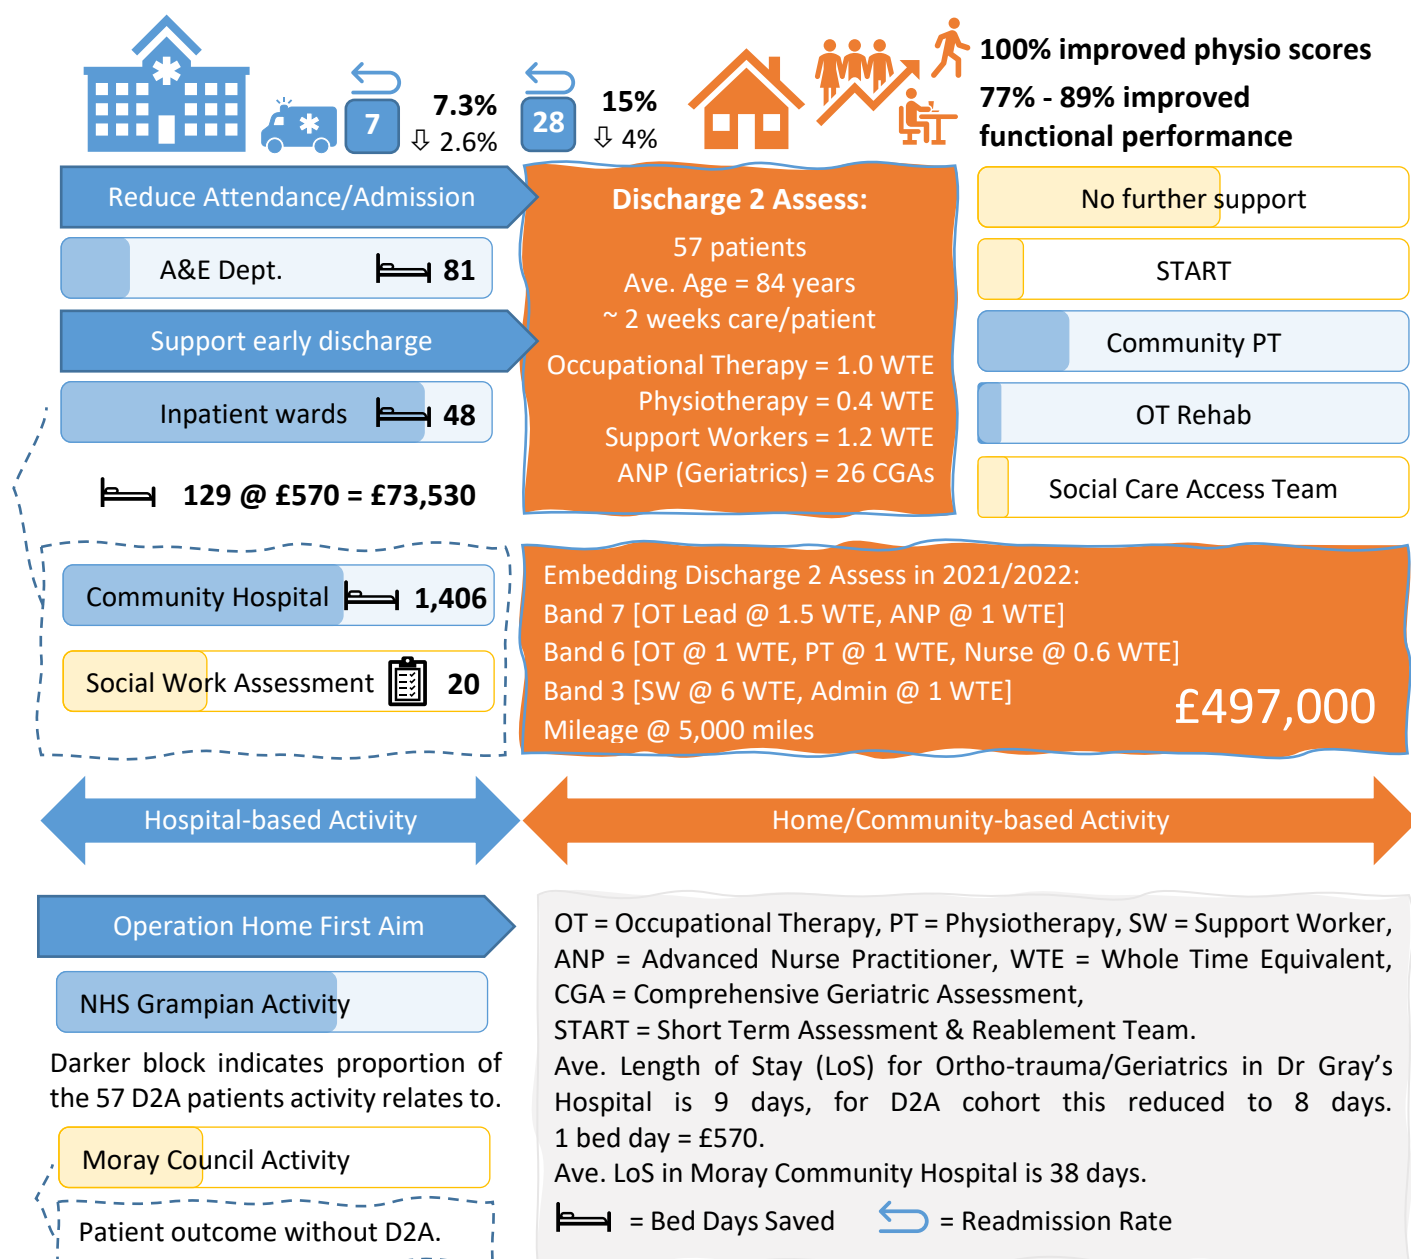 100% improved physio scores
77% - 89% improved
functional performance
7
7.3%
⇩ 2.6%
28
15%
⇩ 4%
Reduce Attendance/Admission
A&E Dept.
81
Support early discharge
Inpatient wards
48
129 @ £570 = £73,530
Community Hospital
1,406
Social Work Assessment
20
Discharge 2 Assess:
57 patients
Ave. Age = 84 years
~ 2 weeks care/patient
Occupational Therapy = 1.0 WTE
Physiotherapy = 0.4 WTE
Support Workers = 1.2 WTE
ANP (Geriatrics) = 26 CGAs
No further support
START
Community PT
OT Rehab
Social Care Access Team
Embedding Discharge 2 Assess in 2021/2022:
Band 7 [OT Lead @ 1.5 WTE, ANP @ 1 WTE]
Band 6 [OT @ 1 WTE, PT @ 1 WTE, Nurse @ 0.6 WTE]
Band 3 [SW @ 6 WTE, Admin @ 1 WTE]
Mileage @ 5,000 miles
£497,000
Hospital-based Activity
Home/Community-based Activity
Operation Home First Aim
NHS Grampian Activity
Darker block indicates proportion of
the 57 D2A patients activity relates to.
Moray Council Activity
Patient outcome without D2A.
OT = Occupational Therapy, PT = Physiotherapy, SW = Support Worker,
ANP = Advanced Nurse Practitioner, WTE = Whole Time Equivalent,
CGA = Comprehensive Geriatric Assessment,
START = Short Term Assessment & Reablement Team.
Ave. Length of Stay (LoS) for Ortho-trauma/Geriatrics in Dr Gray's
Hospital is 9 days, for D2A cohort this reduced to 8 days.
1 bed day = £570.
Ave. LoS in Moray Community Hospital is 38 days.
= Bed Days Saved
= Readmission Rate